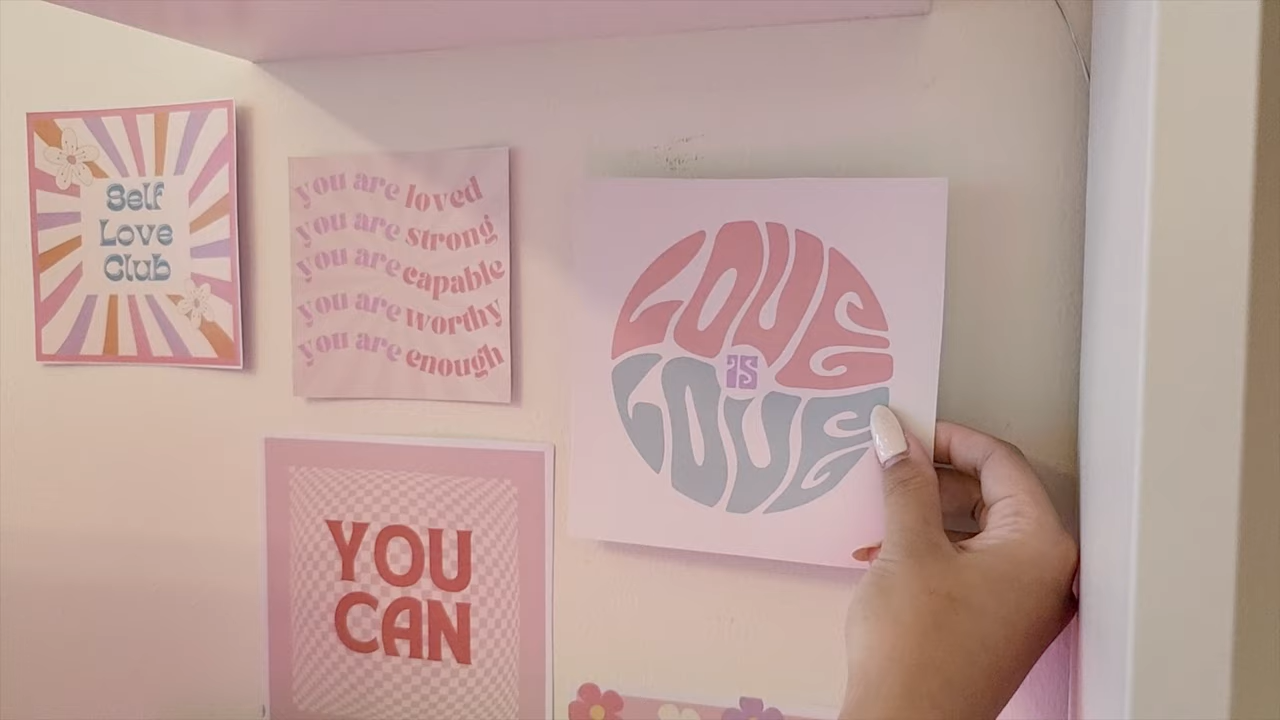 Self
Love
Club
you are loved
you are strong
you are capable
you are worthy
you are enough
LOVE
IS
LOVE
YOU
CAN